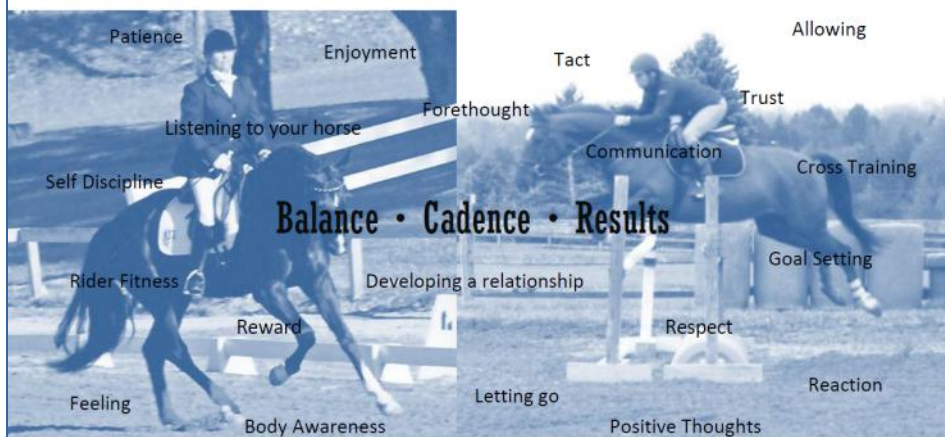 Patience
Enjoyment
Listening to your horse
Self Discipline
Rider Fitness
Reward
Feeling
Body Awareness
Forethought
Balance • Cadence • Results
Developing a relationship
Tact
Allowing
Trust
Communication
Cross Training
Goal Setting
Respect
Letting go
Reaction
Positive Thoughts